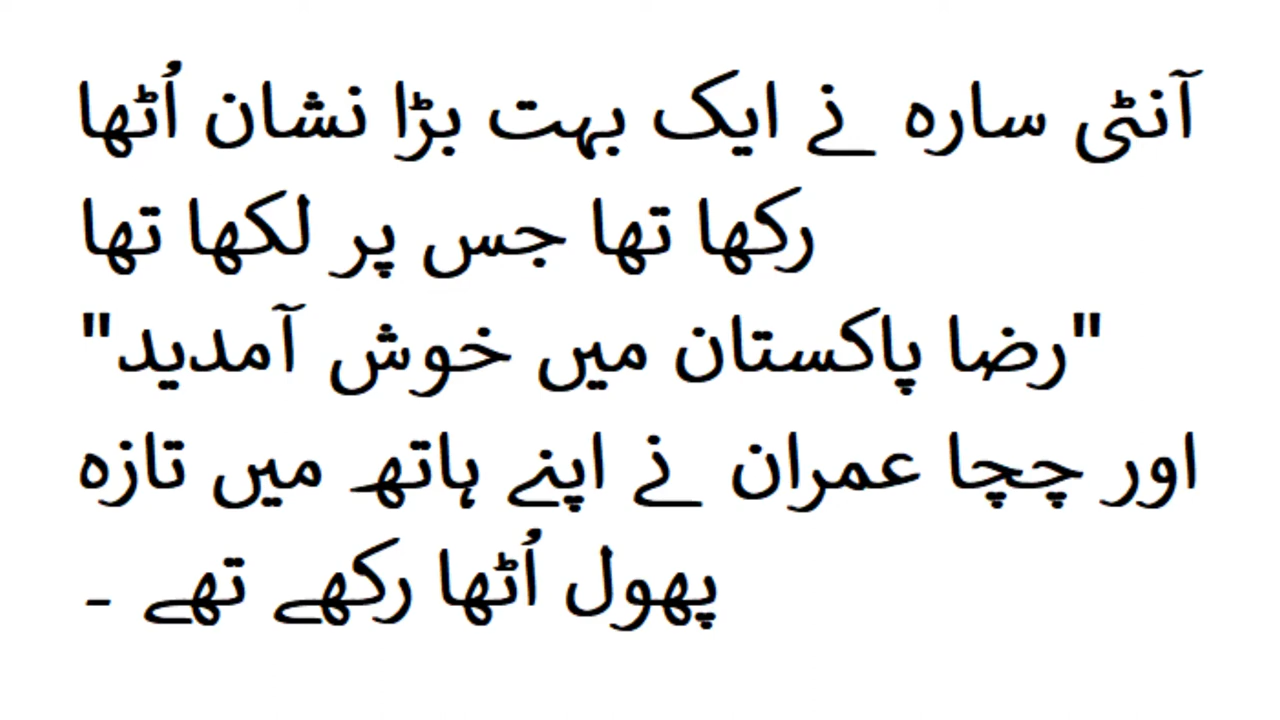 آنٹی سارہ نے ایک بہت بڑا نشان اُٹھا
رکھا تھا جس پر لکھا تھا
"رضا پاکستان میں خوش آمدید"
اور چچا عمران نے اپنے ہاتھ میں تازہ
پھول اُٹھا رکھے تھے ۔